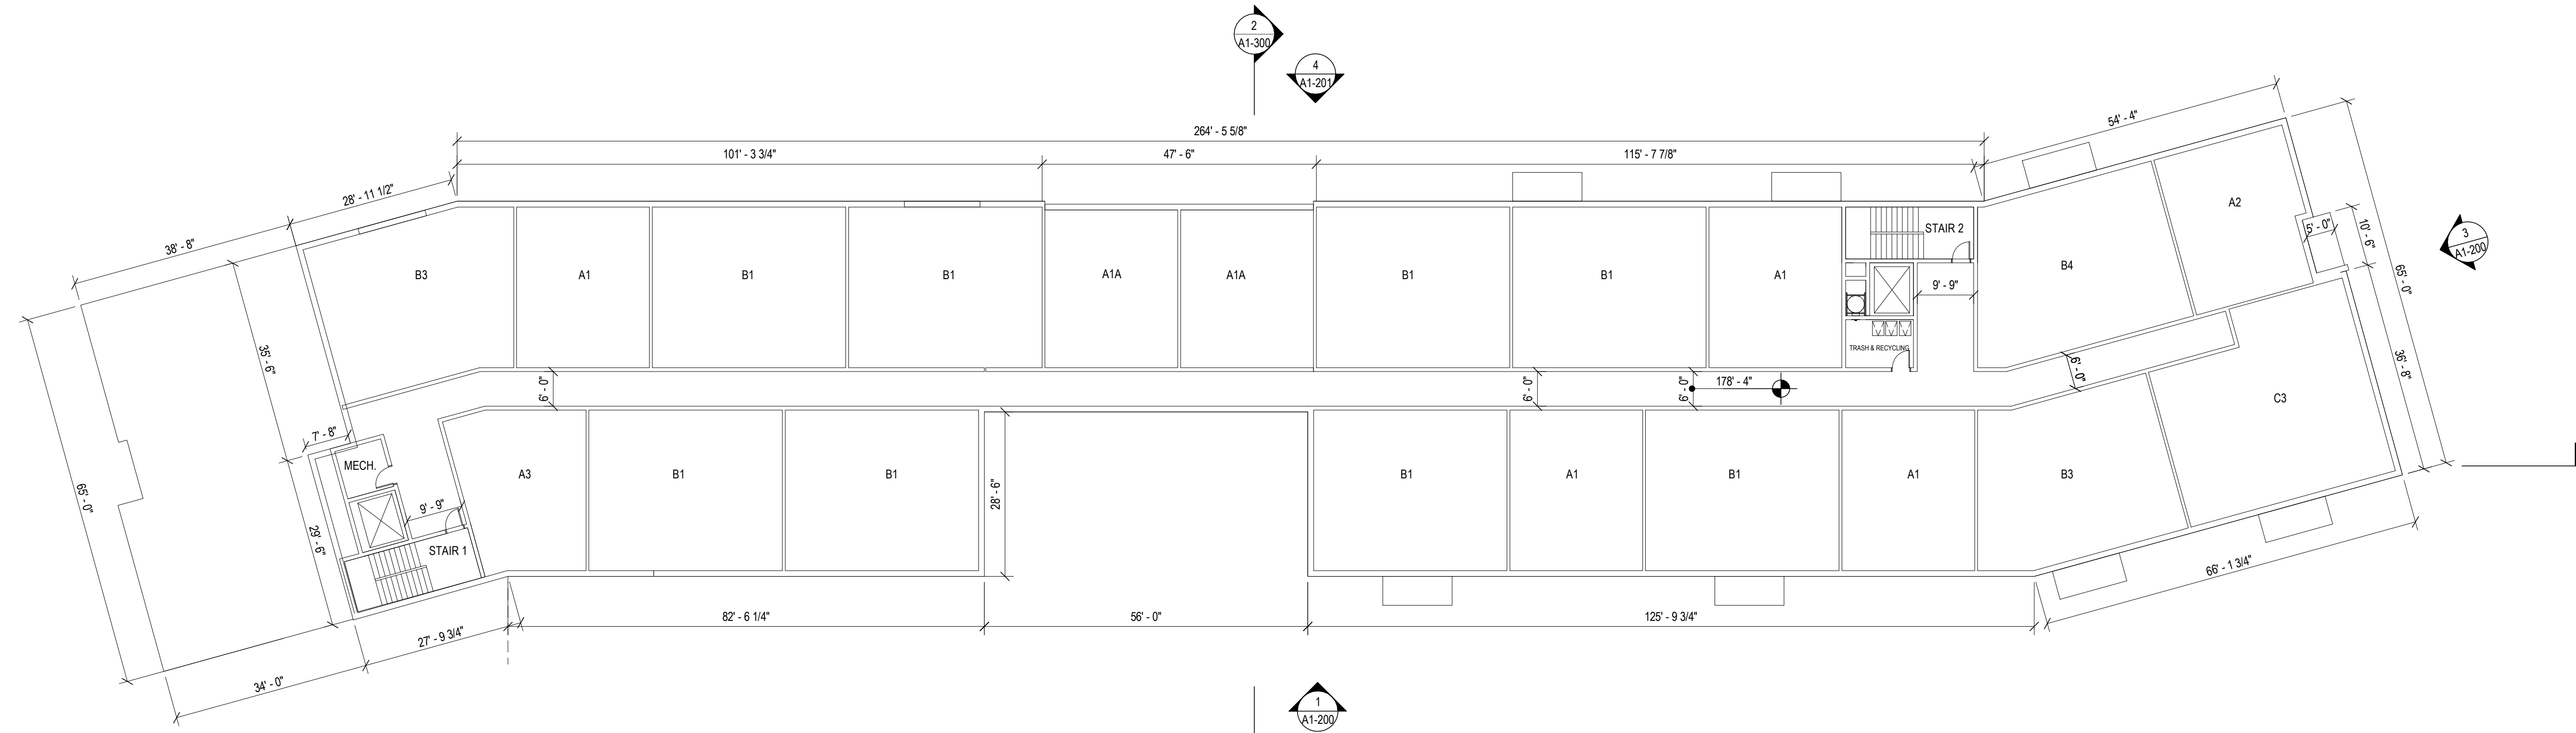 2
A1-300
4
A1-201
54' - 4"
264' - 5 5/8"
101' - 3 3/4"
47' - 6"
115' - 7 7/8"
28' - 11 1/2"
38' - 8"
A2
STAIR 2
5' - 0"
10' - 6"
3
A1-200
B3
A1
B1
B1
A1A
A1A
B1
B1
A1
B4
9' - 9"
65' - 0"
35' - 6"
TRASH & RECYCLING
6' - 0"
6' - 0"
6' - 0"
178' - 4"
6' - 0"
36' - 8"
C3
7' - 8"
MECH.
A3
B1
B1
B1
A1
B1
A1
B3
65' - 0"
28' - 6"
9' - 9"
29' - 6"
STAIR 1
66' - 1 3/4"
82' - 6 1/4"
56' - 0"
125' - 9 3/4"
27' - 9 3/4"
34' - 0"
1
A1-200